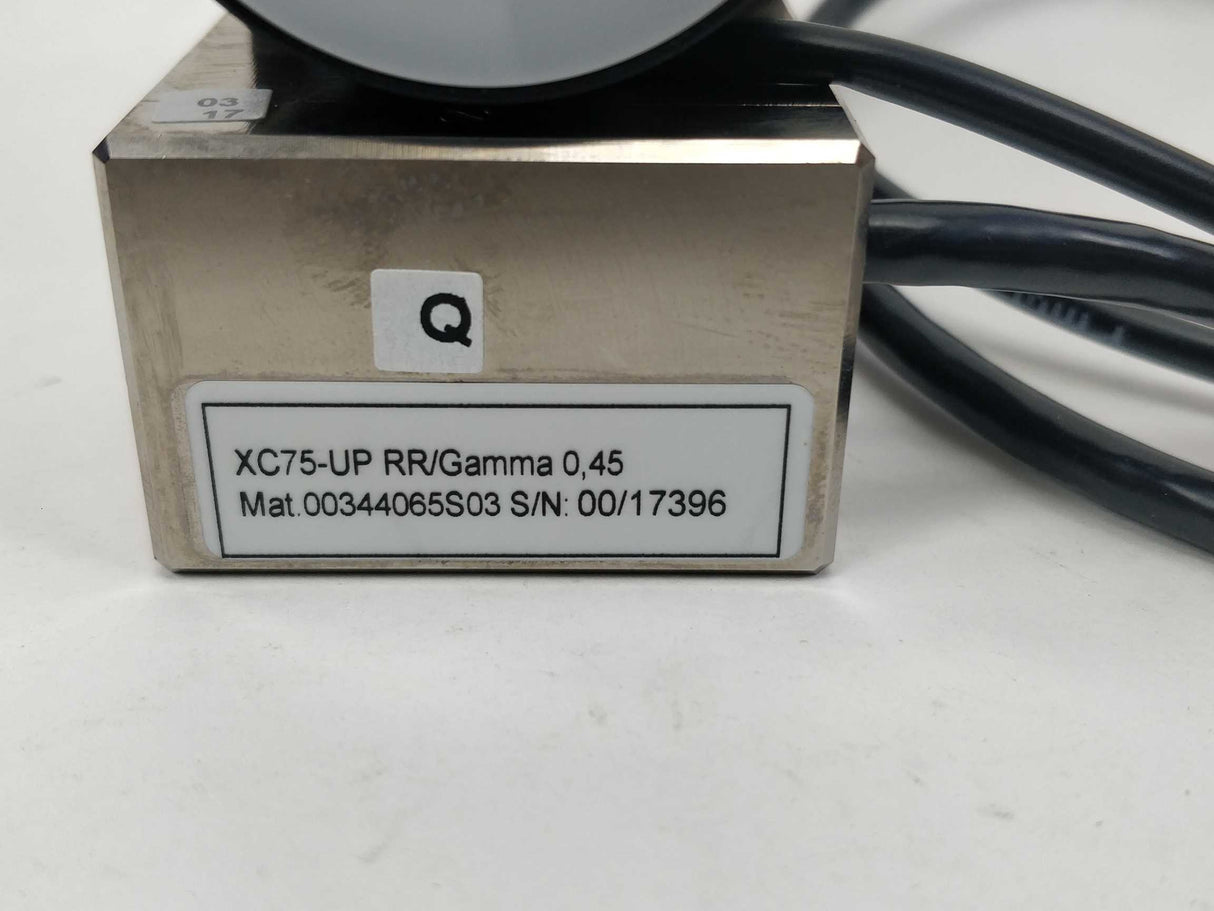 03
17
Q
XC75-UP RR/Gamma 0,45
Mat.00344065S03 S/N: 00/17396